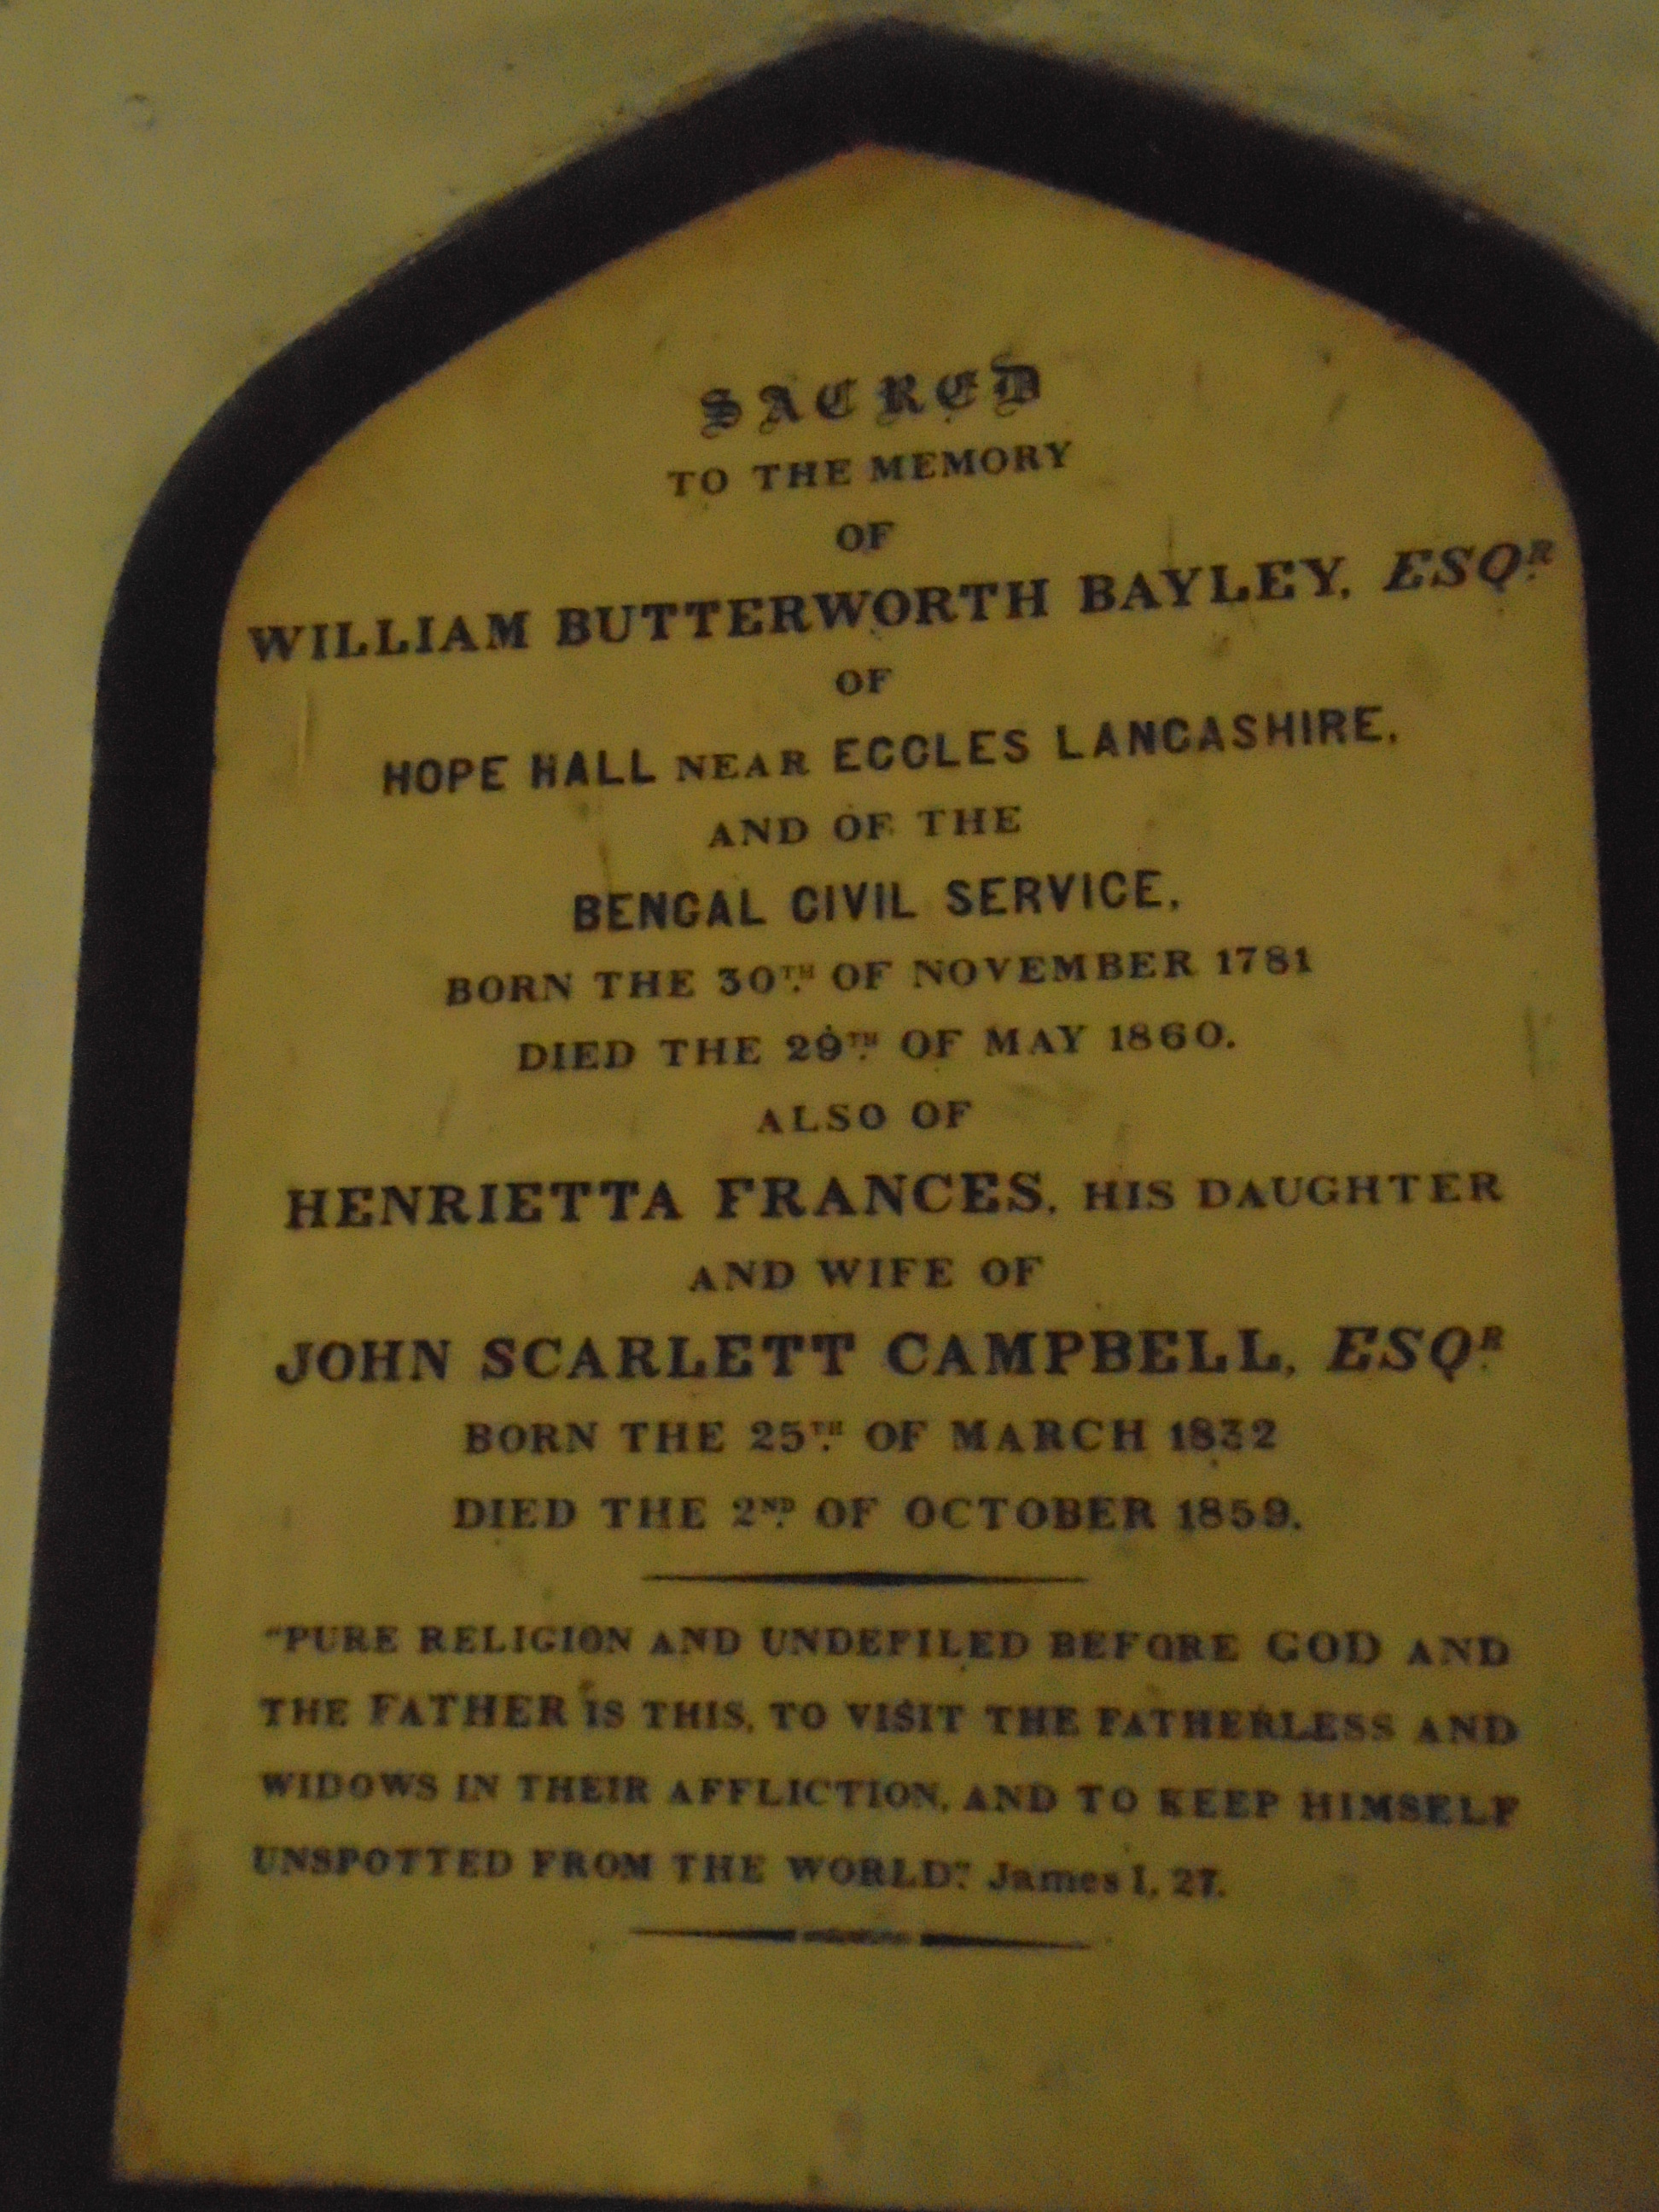 SACRED
TO THE MEMORY
OF
WILLIAM BUTTERWORTH BAYLEY, ESQR
OF
HOPE HALL NEAR ECCLES LANCASHIRE,
AND OF THE
BENGAL CIVIL SERVICE,
BORN THE 30TH OF NOVEMBER 1781
DIED THE 29TH OF MAY 1860.
ALSO OF
HENRIETTA FRANCES, HIS DAUGHTER
AND WIFE OF
JOHN SCARLETT CAMPBELL, ESQR
BORN THE 25TH OF MARCH 1832
DIED THE 2ND OF OCTOBER 1859.
"PURE RELIGION AND UNDEFILED BEFORE GOD AND
THE FATHER IS THIS, TO VISIT THE FATHERLESS AND
WIDOWS IN THEIR AFFLICTION, AND TO KEEP HIMSELF
UNSPOTTED FROM THE WORLD." James I, 27.